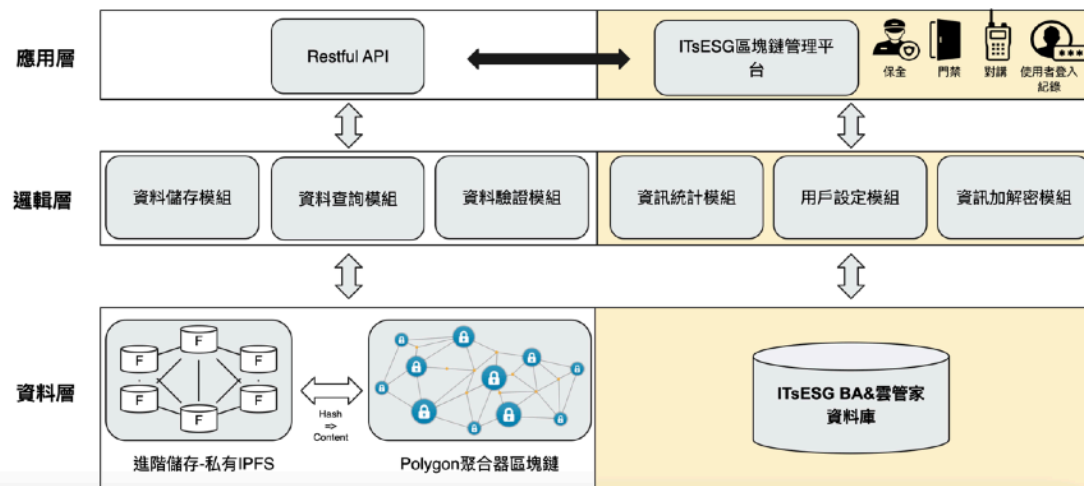 應用層
Restful API
ITsESG區塊鏈管理平
台
保全
門禁
對講
使用者登入
紀錄
***
邏輯層
資料儲存模組
資料查詢模組
資料驗證模組
資訊統計模組
用戶設定模組
資訊加解密模組
資料層
F
F
F
F
F
F
Hash
=>
Content
進階儲存-私有IPFS
Polygon聚合器區塊鏈
ITsESG BA&雲管家
資料庫